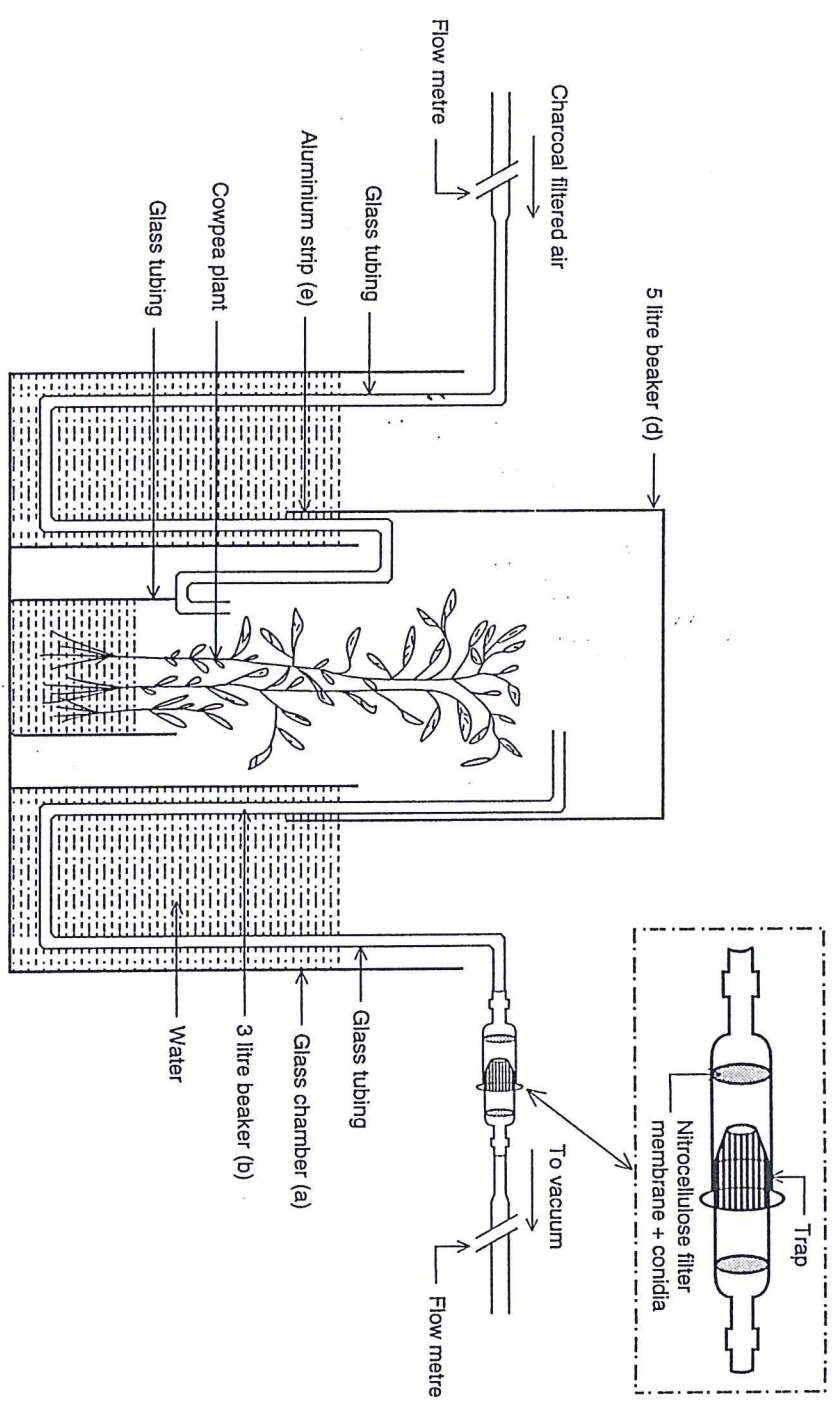 Charcoal filtered air
Flow metre
5 litre beaker (d)
Glass tubing
Aluminium strip (e)
Cowpea plant
Glass tubing
Trap
Nitrocellulose filter
membrane + conidia
To vacuum
Flow metre
Glass tubing
Glass chamber (a)
3 litre beaker (b)
Water